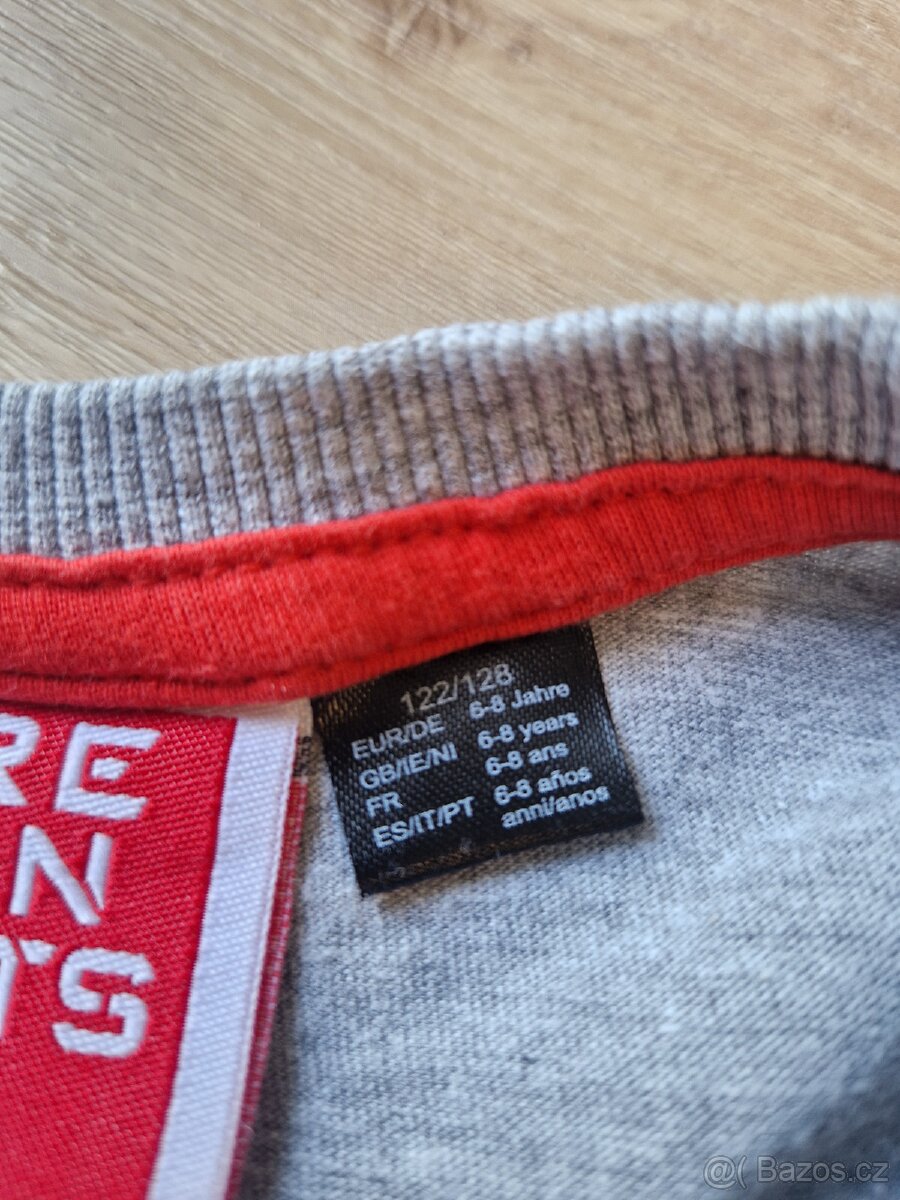 RE
N
'S
122/128
EUR/DE 6-8 Jahre
GB/IE/NI 6-8 years
FR 6-8 ans
ES/IT/PT 6-8 años
anni/anos
@( Bazos.cz